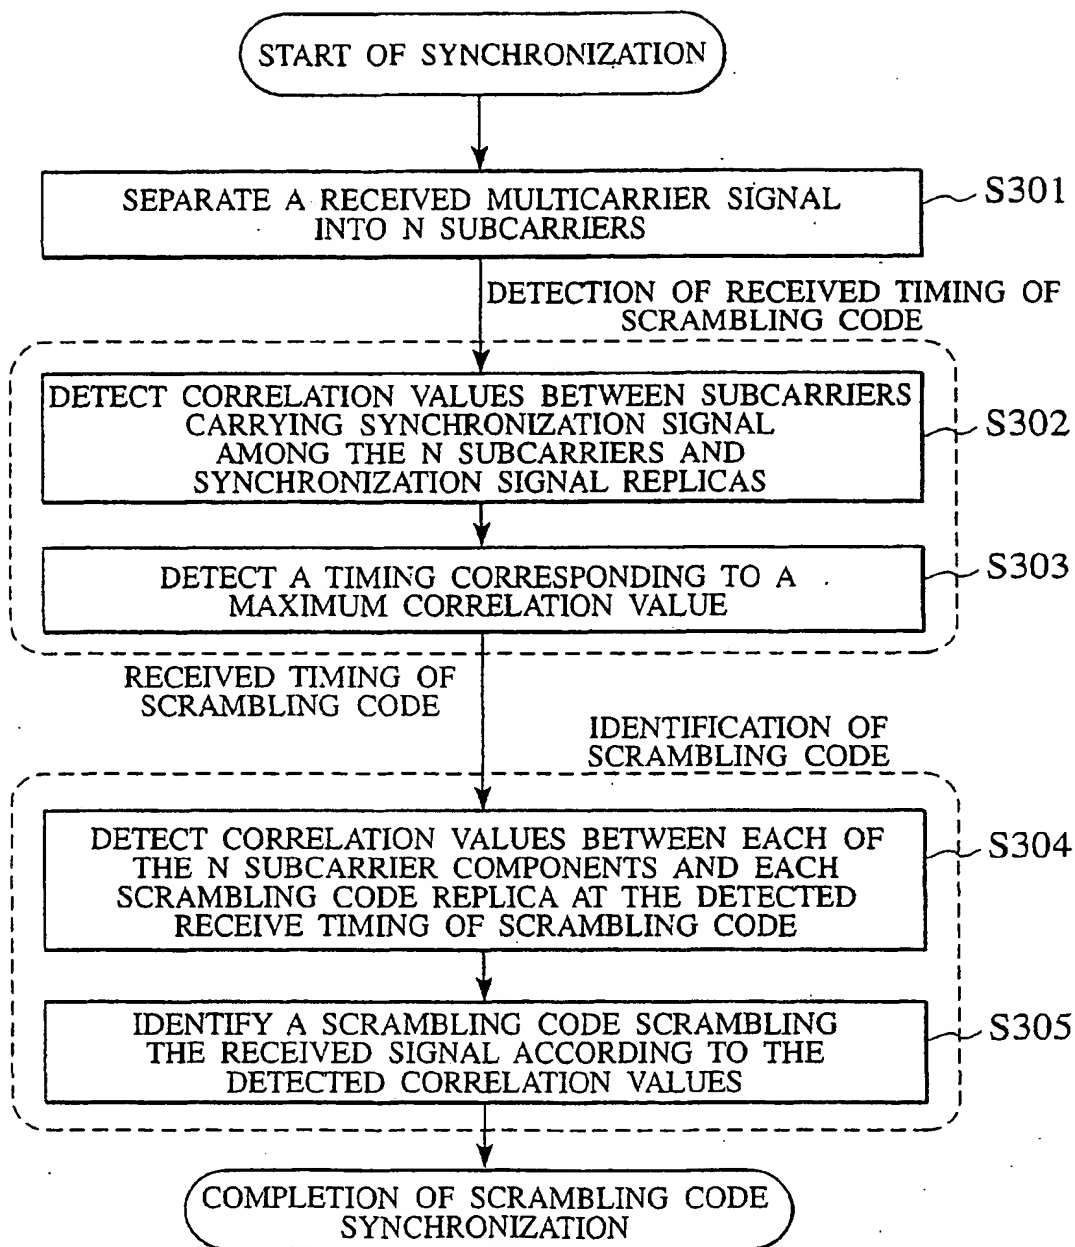 START OF SYNCHRONIZATION
SEPARATE A RECEIVED MULTICARRIER SIGNAL
INTO N SUBCARRIERS
S301
DETECTION OF RECEIVED TIMING OF
SCRAMBLING CODE
DETECT CORRELATION VALUES BETWEEN SUBCARRIERS
CARRYING SYNCHRONIZATION SIGNAL
AMONG THE N SUBCARRIERS AND
SYNCHRONIZATION SIGNAL REPLICAS
S302
DETECT A TIMING CORRESPONDING TO A
MAXIMUM CORRELATION VALUE
S303
RECEIVED TIMING OF
SCRAMBLING CODE
IDENTIFICATION OF
SCRAMBLING CODE
DETECT CORRELATION VALUES BETWEEN EACH OF
THE N SUBCARRIER COMPONENTS AND EACH
SCRAMBLING CODE REPLICA AT THE DETECTED
RECEIVE TIMING OF SCRAMBLING CODE
S304
IDENTIFY A SCRAMBLING CODE SCRAMBLING
THE RECEIVED SIGNAL ACCORDING TO THE
DETECTED CORRELATION VALUES
S305
COMPLETION OF SCRAMBLING CODE
SYNCHRONIZATION